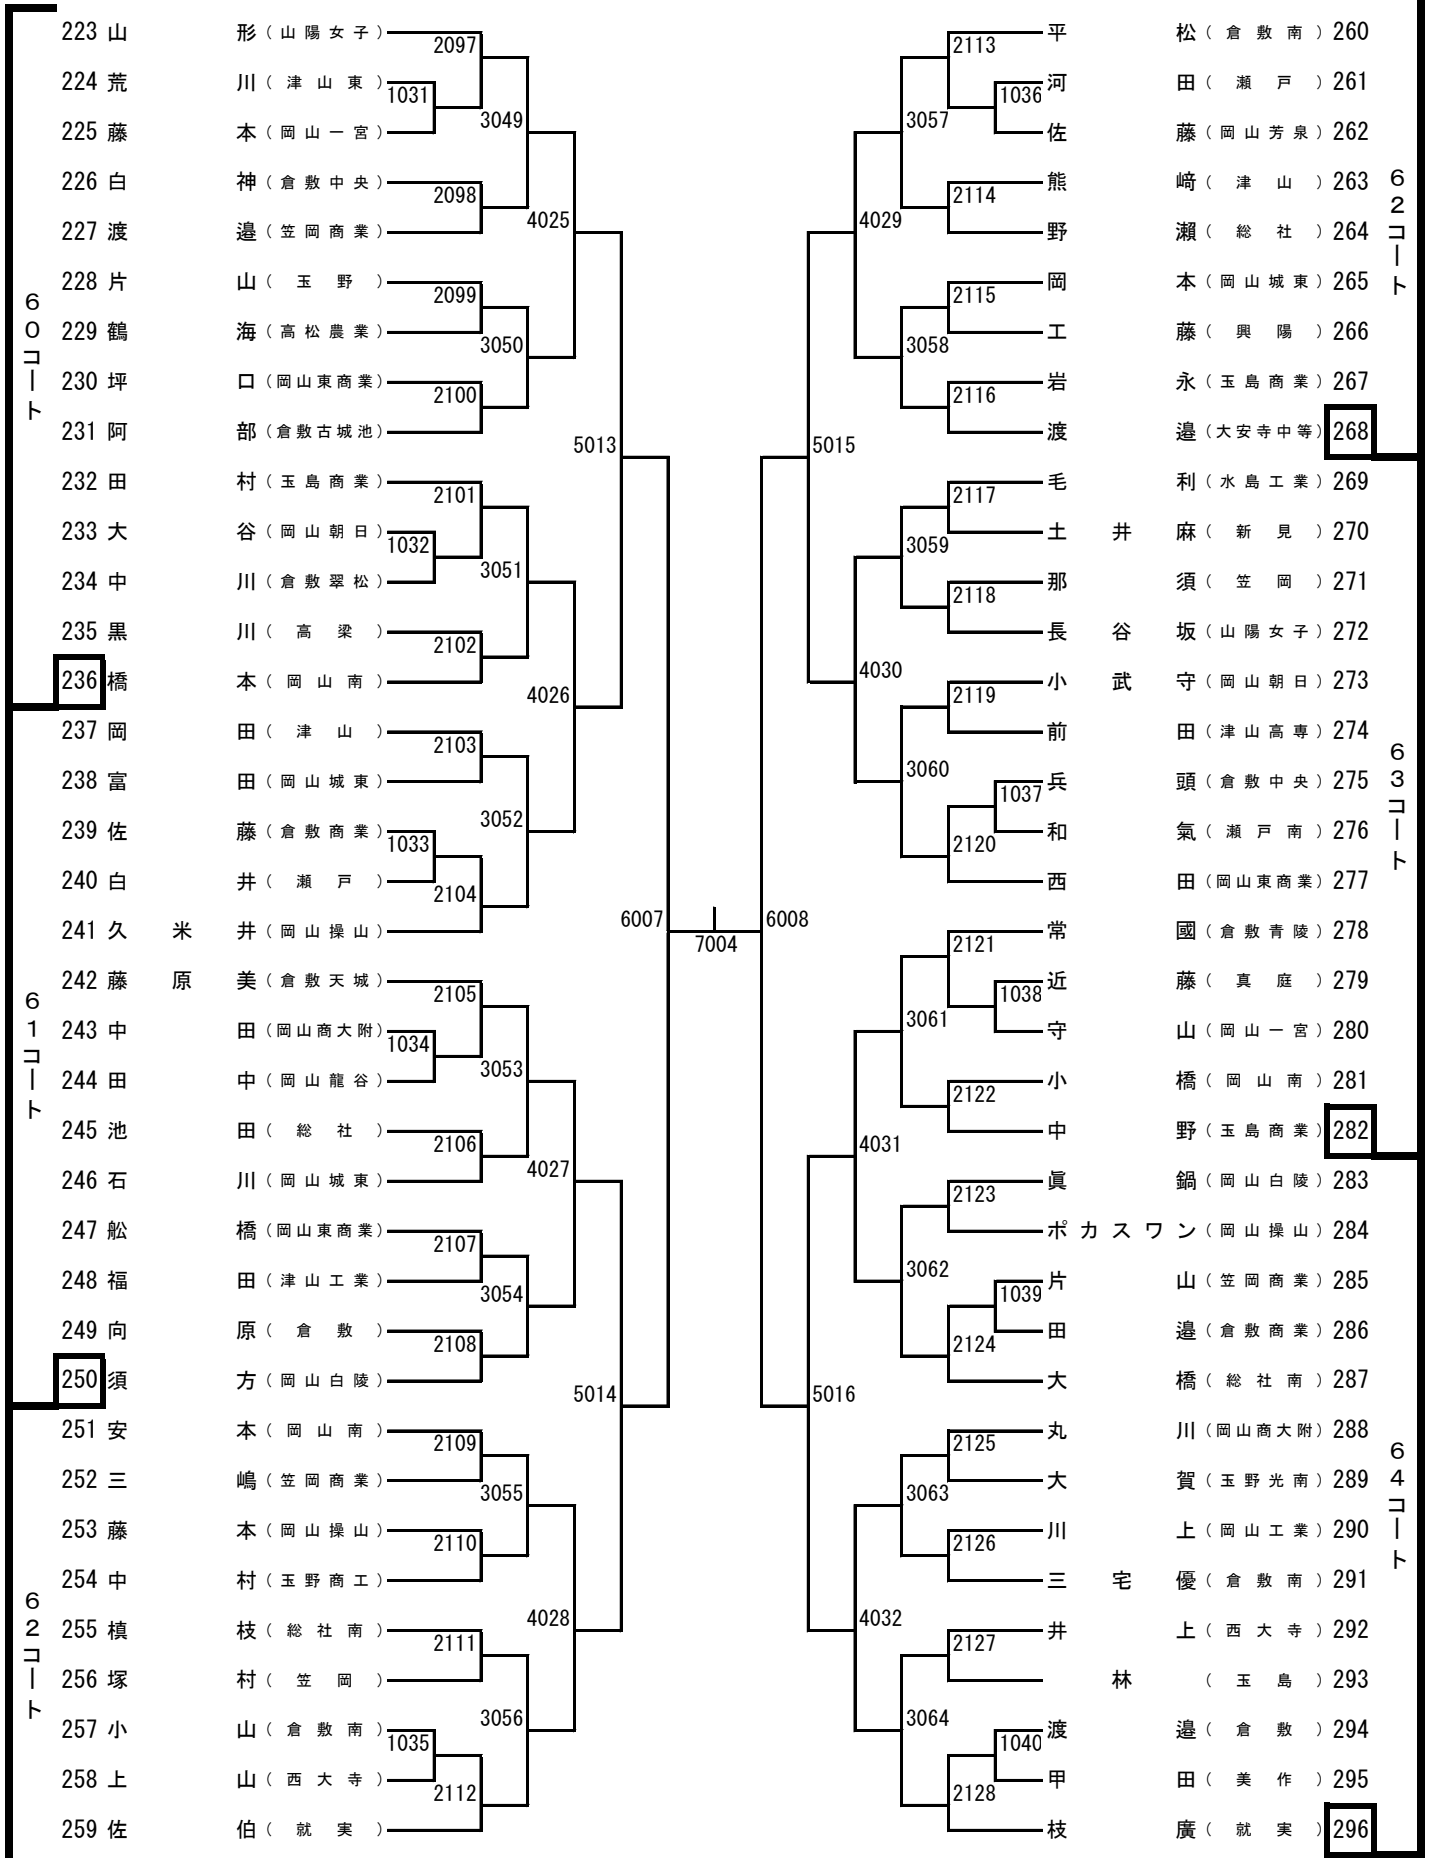 223 山形（山陽女子）
224 荒川（津山東）
225 藤本（岡山一宮）
226 白神（倉敷中央）
227 渡邉（笠岡商業）
228 片山（玉野）
229 鶴海（高松農業）
230 坪口（岡山東商業）
231 阿部（倉敷古城池）
232 田村（玉島商業）
233 大谷（岡山朝日）
234 中川（倉敷翠松）
235 黒川（高梁）
236 橋本（岡山南）
237 岡田（津山）
238 富田（岡山城東）
239 佐藤（倉敷商業）
240 白井（瀬戸）
241 久米井（岡山操山）
242 藤原美（倉敷天城）
243 中田（岡山商大附）
244 田中（岡山龍谷）
245 池田（総社）
246 石川（岡山城東）
247 舩橋（岡山東商業）
248 福田（津山工業）
249 向原（倉敷）
250 須方（岡山白陵）
251 安本（岡山南）
252 三嶋（笠岡商業）
253 藤本（岡山操山）
254 中村（玉野商工）
255 槙枝（総社南）
256 塚村（笠岡）
257 小山（倉敷南）
258 上山（西大寺）
259 佐伯（就実）
60コート
61コート
62コート
1031
1032
1033
1034
1035
2097
2098
2099
2100
2101
2102
2103
2104
2105
2106
2107
2108
2109
2110
2111
2112
3049
3050
3051
3052
3053
3054
3055
3056
4025
4026
4027
4028
5013
5014
6007
7004
6008
5015
5016
4029
4030
4031
4032
3057
3058
3059
3060
3061
3062
3063
3064
2113
2114
2115
2116
2117
2118
2119
2120
2121
2122
2123
2124
2125
2126
2127
2128
1036
1037
1038
1039
1040
平松（倉敷南）260
河田（瀬戸）261
佐藤（岡山芳泉）262
熊﨑（津山）263
野瀬（総社）264
岡本（岡山城東）265
工藤（興陽）266
岩永（玉島商業）267
渡邉（大安寺中等）268
毛利（水島工業）269
土井麻（新見）270
那須（笠岡）271
長谷坂（山陽女子）272
小武守（岡山朝日）273
前田（津山高専）274
兵頭（倉敷中央）275
和氣（瀬戸南）276
西田（岡山東商業）277
常國（倉敷青陵）278
近藤（真庭）279
守山（岡山一宮）280
小橋（岡山南）281
中野（玉島商業）282
眞鍋（岡山白陵）283
ポカスワン（岡山操山）284
片山（笠岡商業）285
田邉（倉敷商業）286
大橋（総社南）287
丸川（岡山商大附）288
大賀（玉野光南）289
川上（岡山工業）290
三宅優（倉敷南）291
井上（西大寺）292
林（玉島）293
渡邉（倉敷）294
甲田（美作）295
枝廣（就実）296
62コート
63コート
64コート